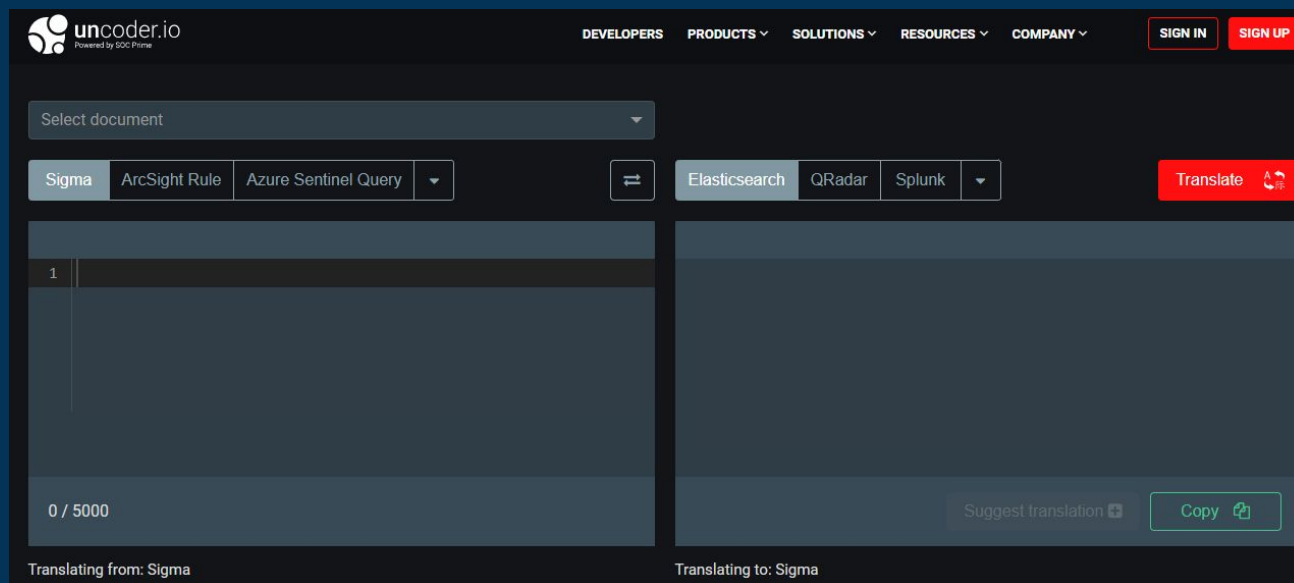 uncoder.io
Powered by SOC Prime
DEVELOPERS PRODUCTS SOLUTIONS RESOURCES COMPANY SIGN IN SIGN UP
Select document
Sigma ArcSight Rule Azure Sentinel Query Elasticsearch QRadar Splunk Translate
1
0 / 5000 Suggest translation Copy
Translating from: Sigma Translating to: Sigma